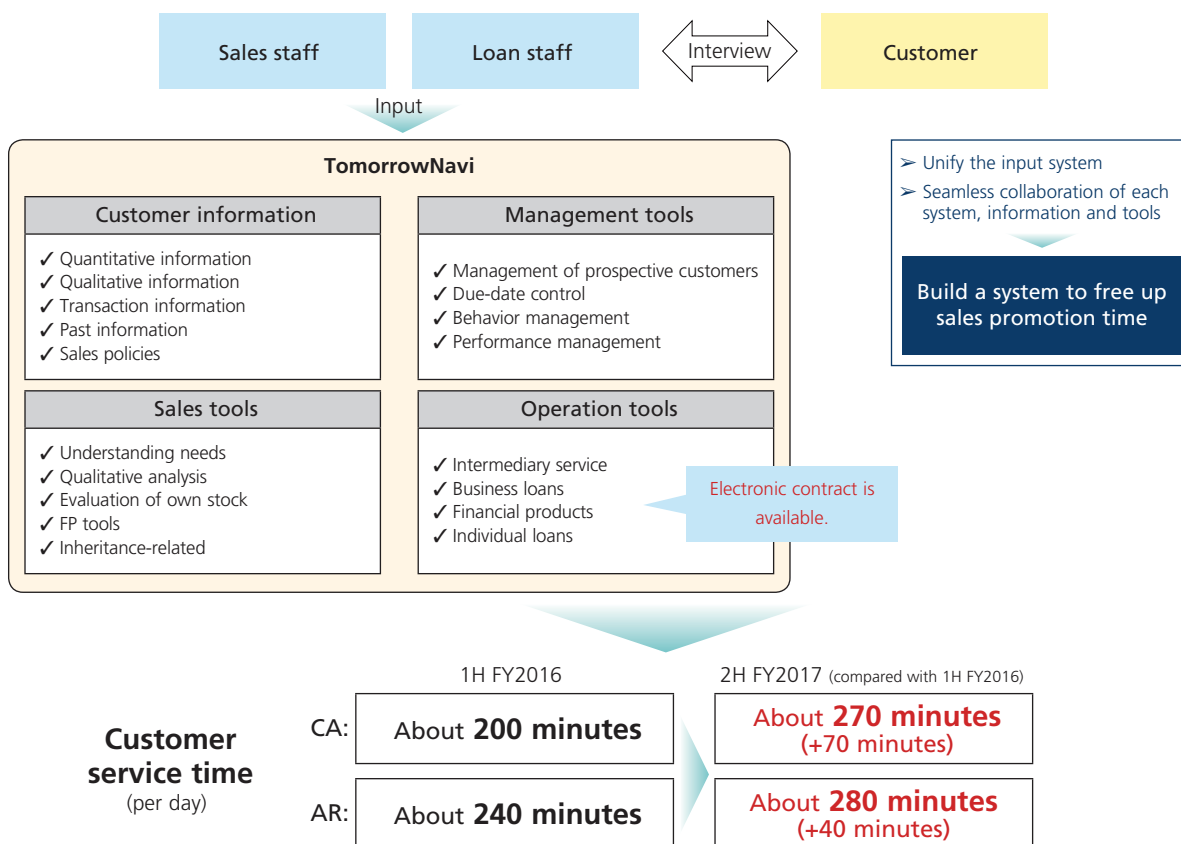 Sales staff
Loan staff
Interview
Customer
Input
TomorrowNavi
Customer information
✓ Quantitative information
✓ Qualitative information
✓ Transaction information
✓ Past information
✓ Sales policies
Management tools
✓ Management of prospective customers
✓ Due-date control
✓ Behavior management
✓ Performance management
Sales tools
✓ Understanding needs
✓ Qualitative analysis
✓ Evaluation of own stock
✓ FP tools
✓ Inheritance-related
Operation tools
✓ Intermediary service
✓ Business loans
✓ Financial products
✓ Individual loans
Electronic contract is
available.
➢ Unify the input system
➢ Seamless collaboration of each
system, information and tools
Build a system to free up
sales promotion time
1H FY2016
2H FY2017 (compared with 1H FY2016)
Customer
service time
(per day)
CA:
About 200 minutes
About 270 minutes
(+70 minutes)
AR:
About 240 minutes
About 280 minutes
(+40 minutes)